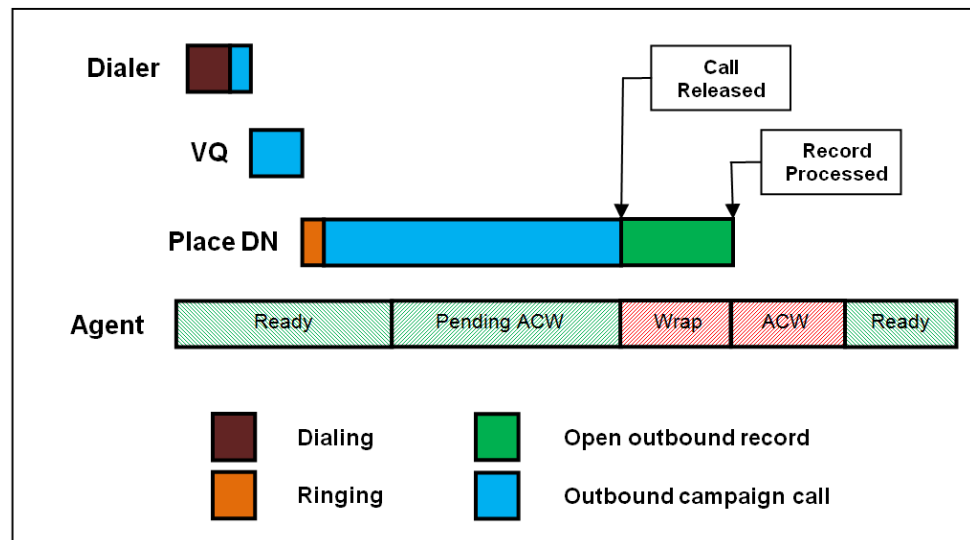 Dialer
Call
Released
VQ
Record
Processed
Place DN
Agent
Ready
Pending ACW
Wrap
ACW
Ready
Dialing
Open outbound record
Ringing
Outbound campaign call